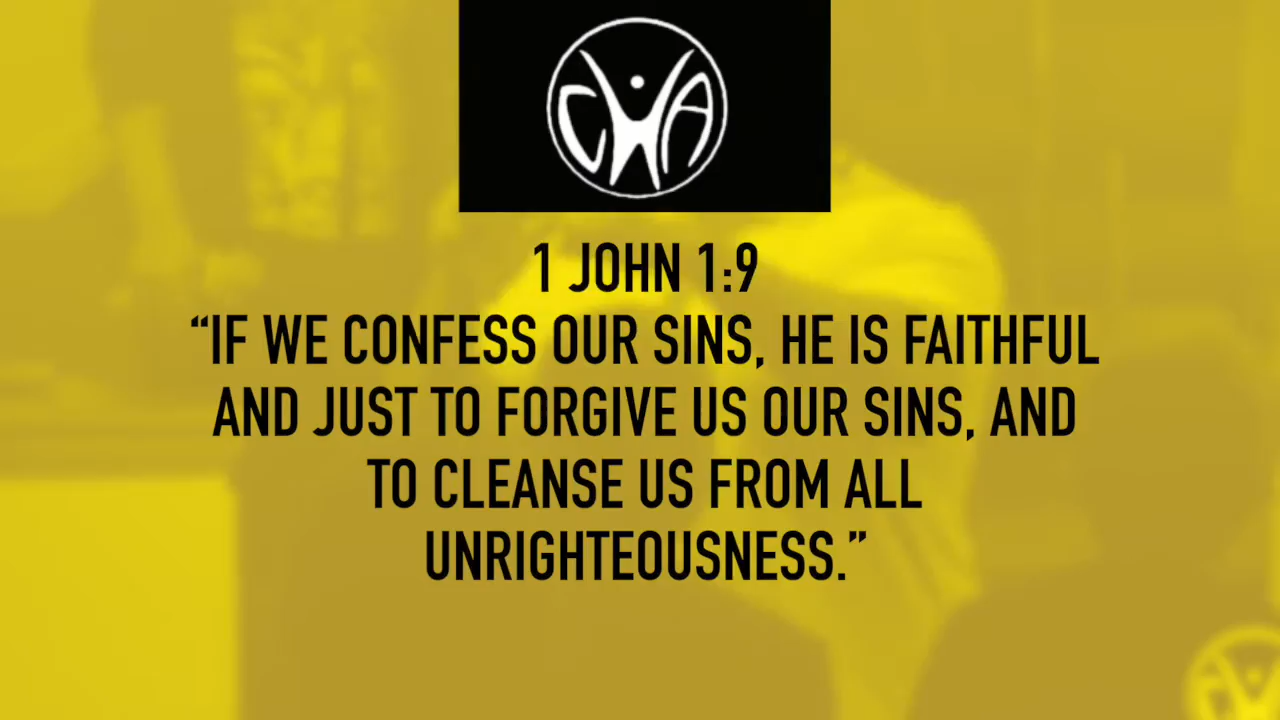 CHA
1 JOHN 1:9
“IF WE CONFESS OUR SINS, HE IS FAITHFUL
AND JUST TO FORGIVE US OUR SINS, AND
TO CLEANSE US FROM ALL
UNRIGHTEOUSNESS.”